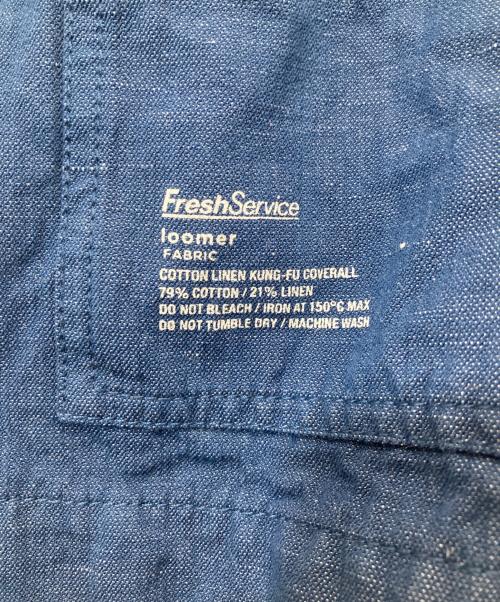 FreshService
loomer
FABRIC
COTTON LINEN KUNG-FU COVERALL
79% COTTON / 21% LINEN
DO NOT BLEACH / IRON AT 150°C MAX
DO NOT TUMBLE DRY / MACHINE WASH